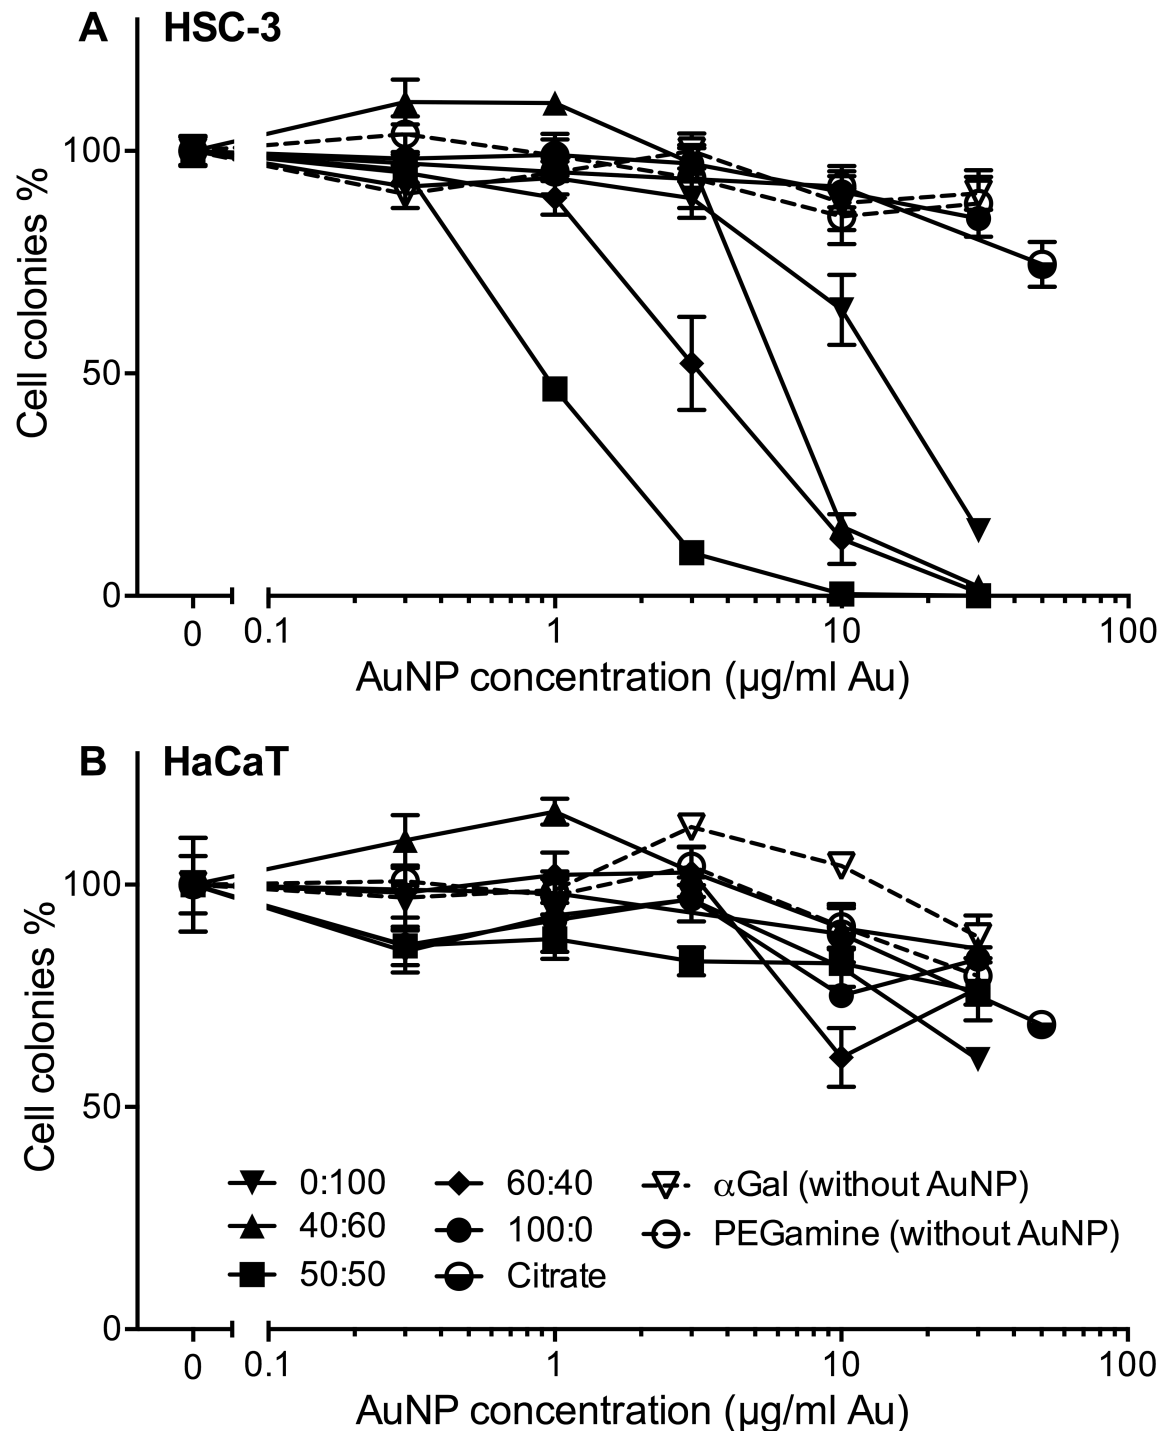 A HSC-3
100
50
0
Cell colonies %
0 0.1 1 10 100
AuNP concentration (µg/ml Au)
B HaCaT
100
50
0
Cell colonies %
0:100 60:40 αGal (without AuNP)
40:60 100:0 PEGamine (without AuNP)
50:50 Citrate
0 0.1 1 10 100
AuNP concentration (µg/ml Au)